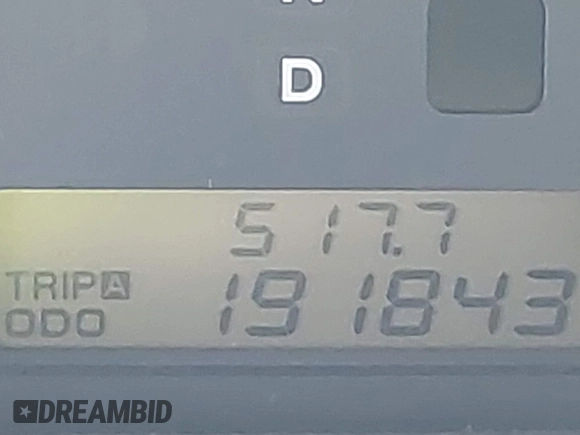 D
517.7
TRIP A
191843
ODO
DREAMBID